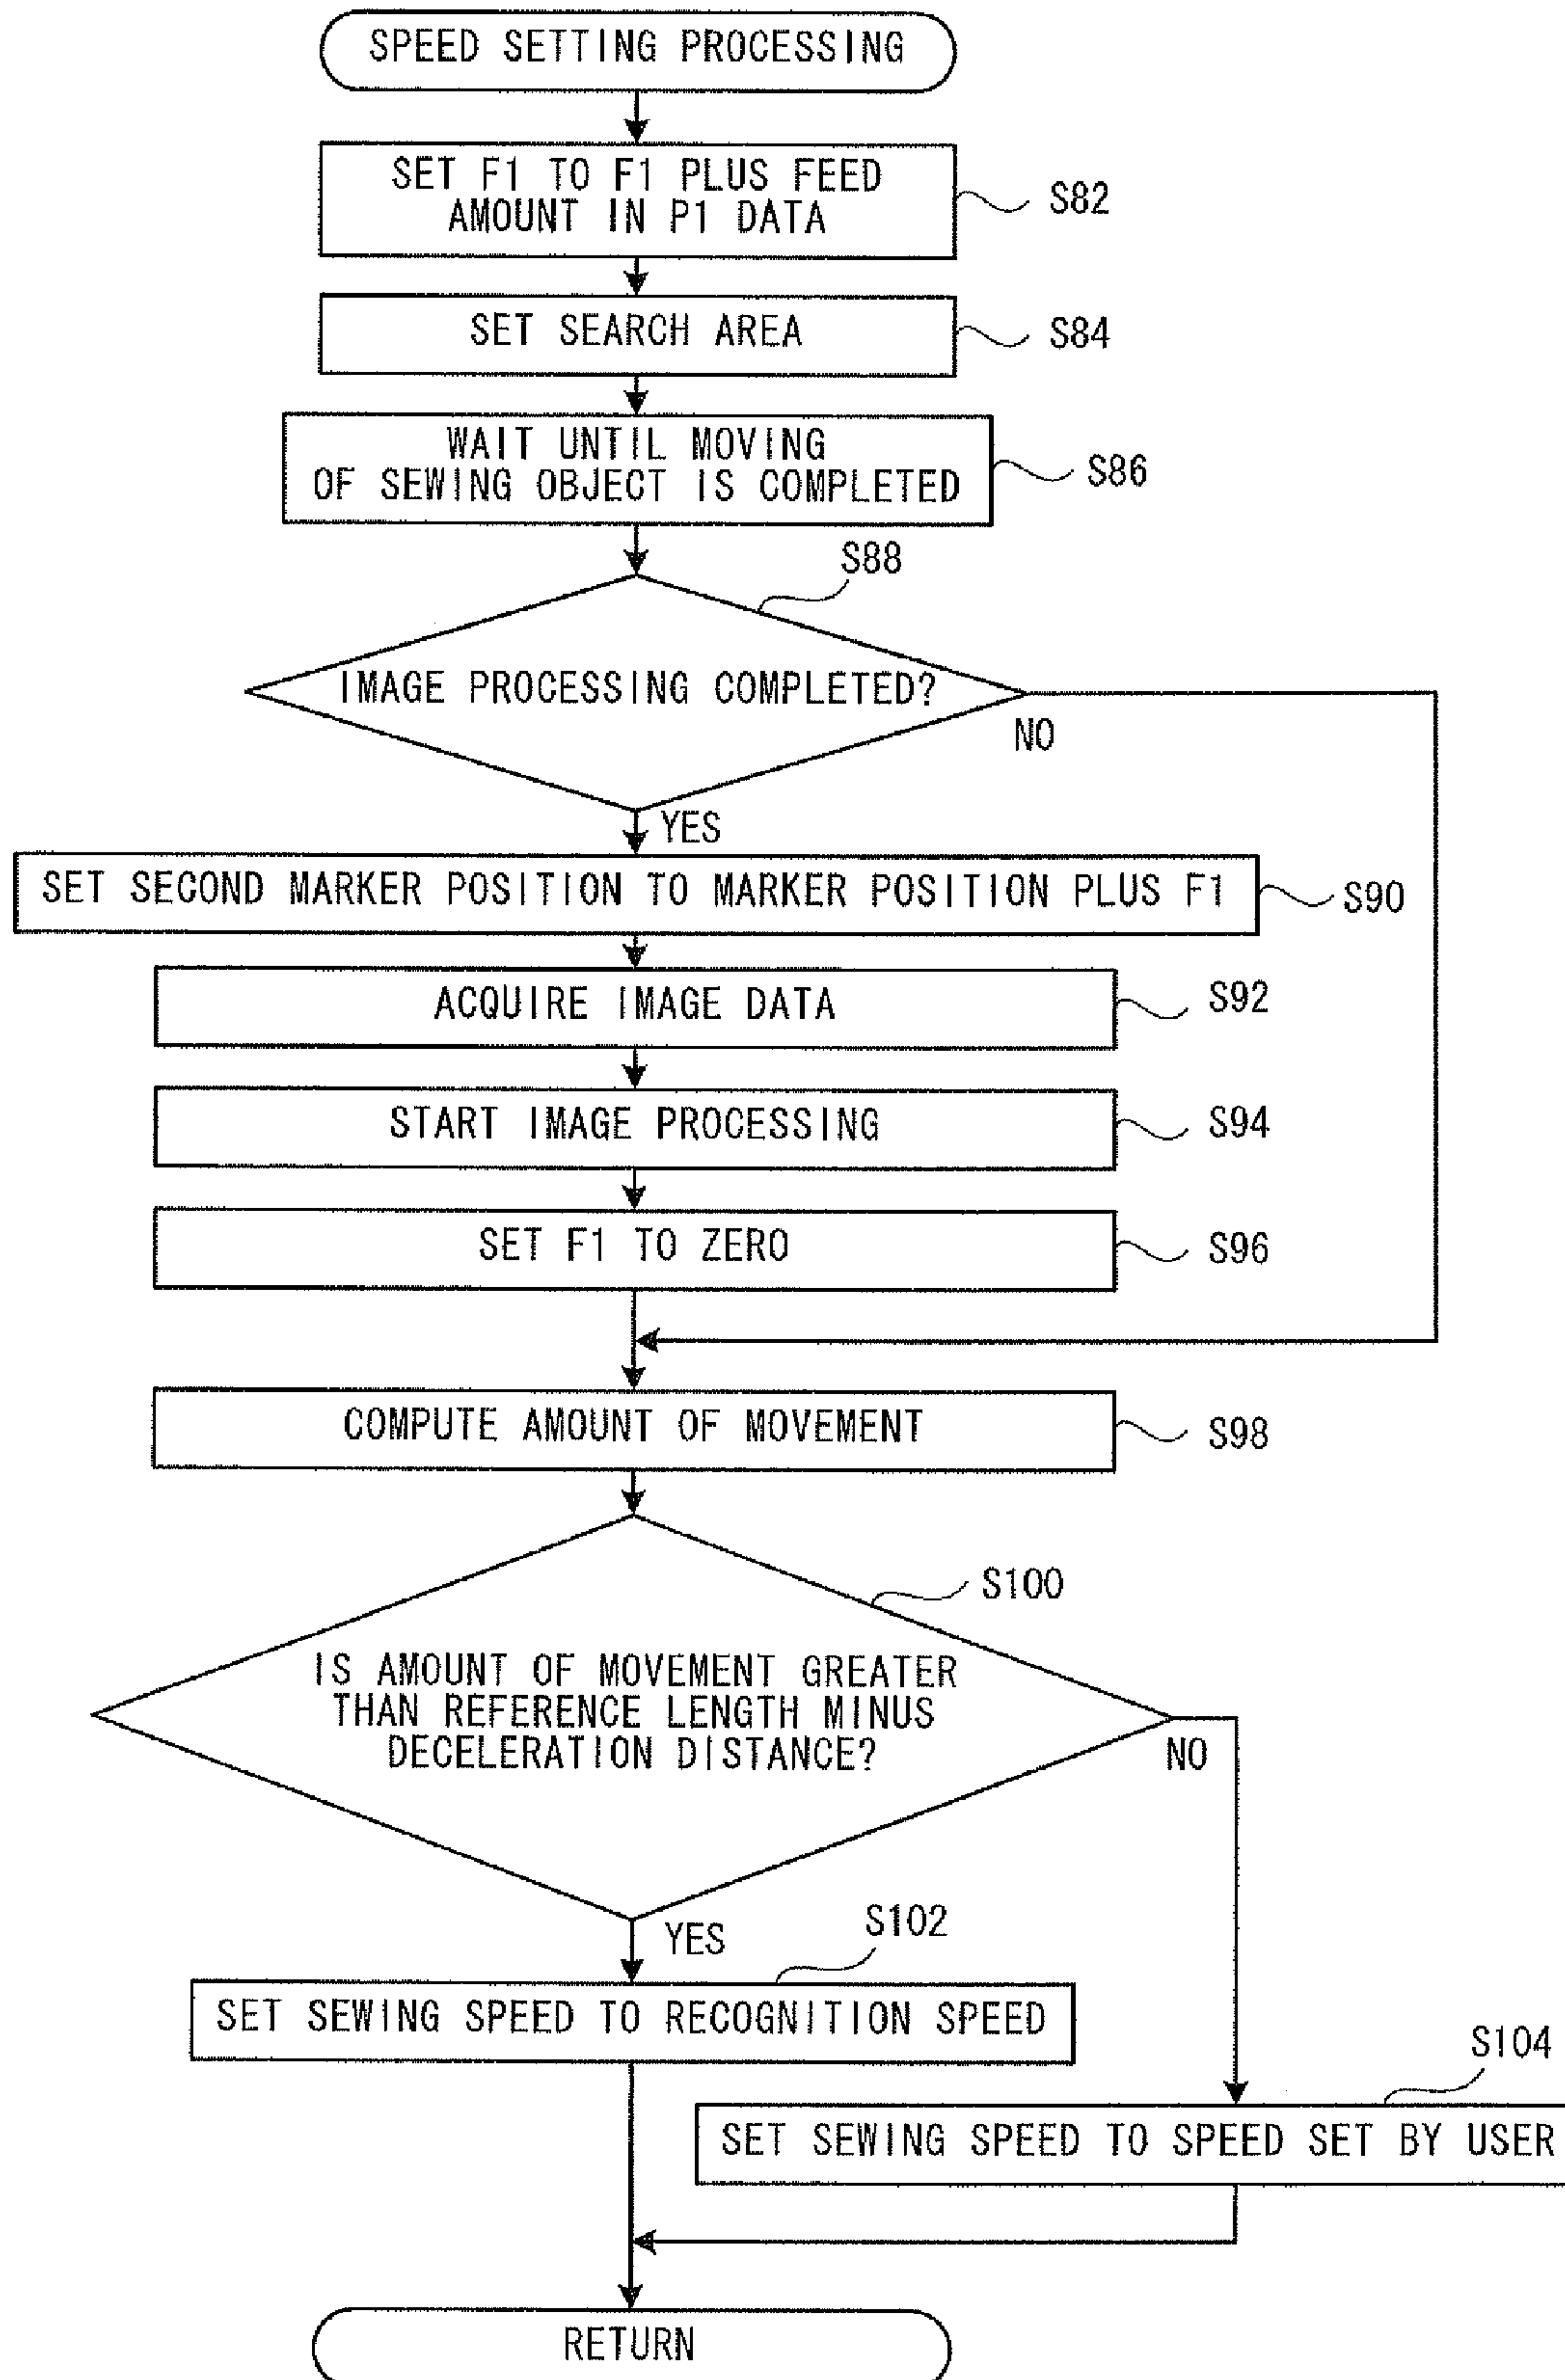 SPEED SETTING PROCESSING
SET F1 TO F1 PLUS FEED
AMOUNT IN P1 DATA
S82
SET SEARCH AREA
S84
WAIT UNTIL MOVING
OF SEWING OBJECT IS COMPLETED
S86
S88
IMAGE PROCESSING COMPLETED?
NO
YES
SET SECOND MARKER POSITION TO MARKER POSITION PLUS F1
S90
ACQUIRE IMAGE DATA
S92
START IMAGE PROCESSING
S94
SET F1 TO ZERO
S96
COMPUTE AMOUNT OF MOVEMENT
S98
S100
IS AMOUNT OF MOVEMENT GREATER
THAN REFERENCE LENGTH MINUS
DECELERATION DISTANCE?
NO
YES
S102
SET SEWING SPEED TO RECOGNITION SPEED
S104
SET SEWING SPEED TO SPEED SET BY USER
RETURN